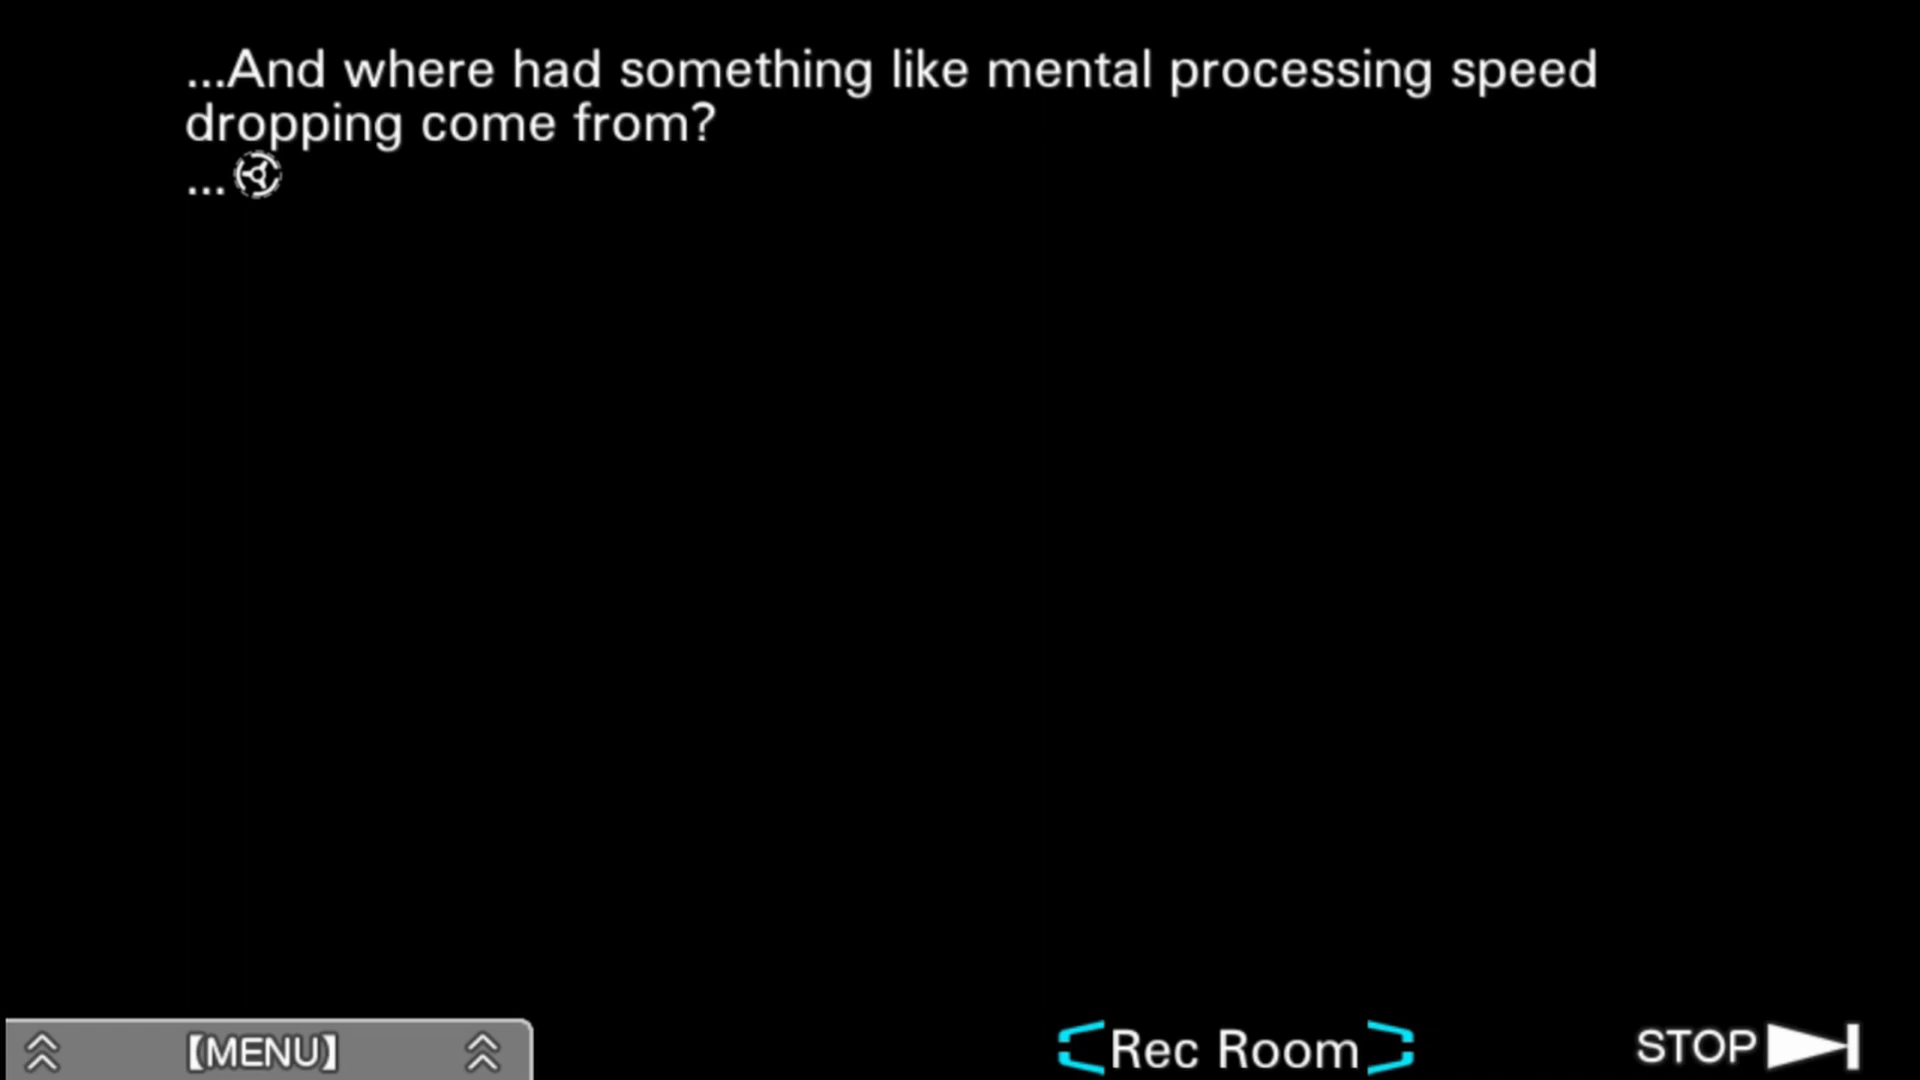 ...And where had something like mental processing speed
dropping come from?
...
【MENU】
Rec Room
STOP